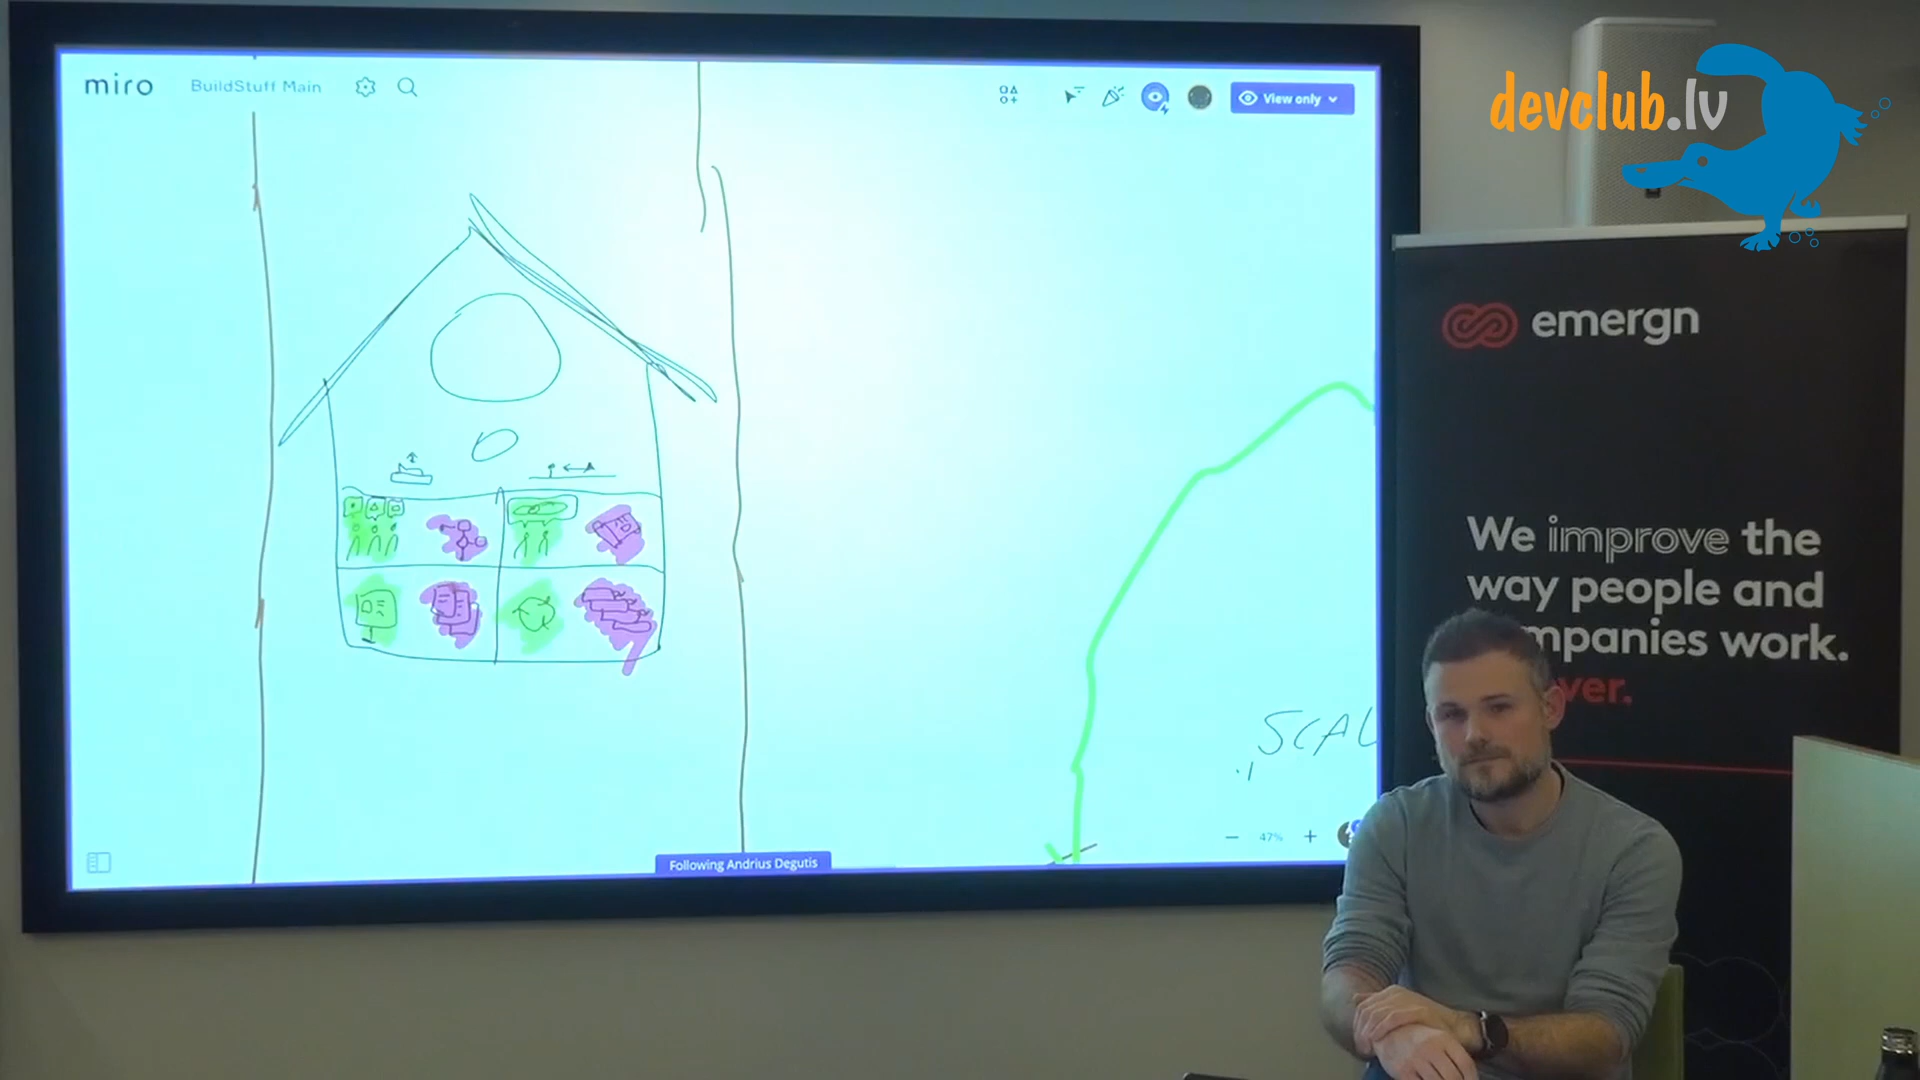 miro
BuildStuff Main
View only
devclub.lv
emergn
We improve the
way people and
mpanies work.
ver.
SCAL
47%
Following Andrius Degutis